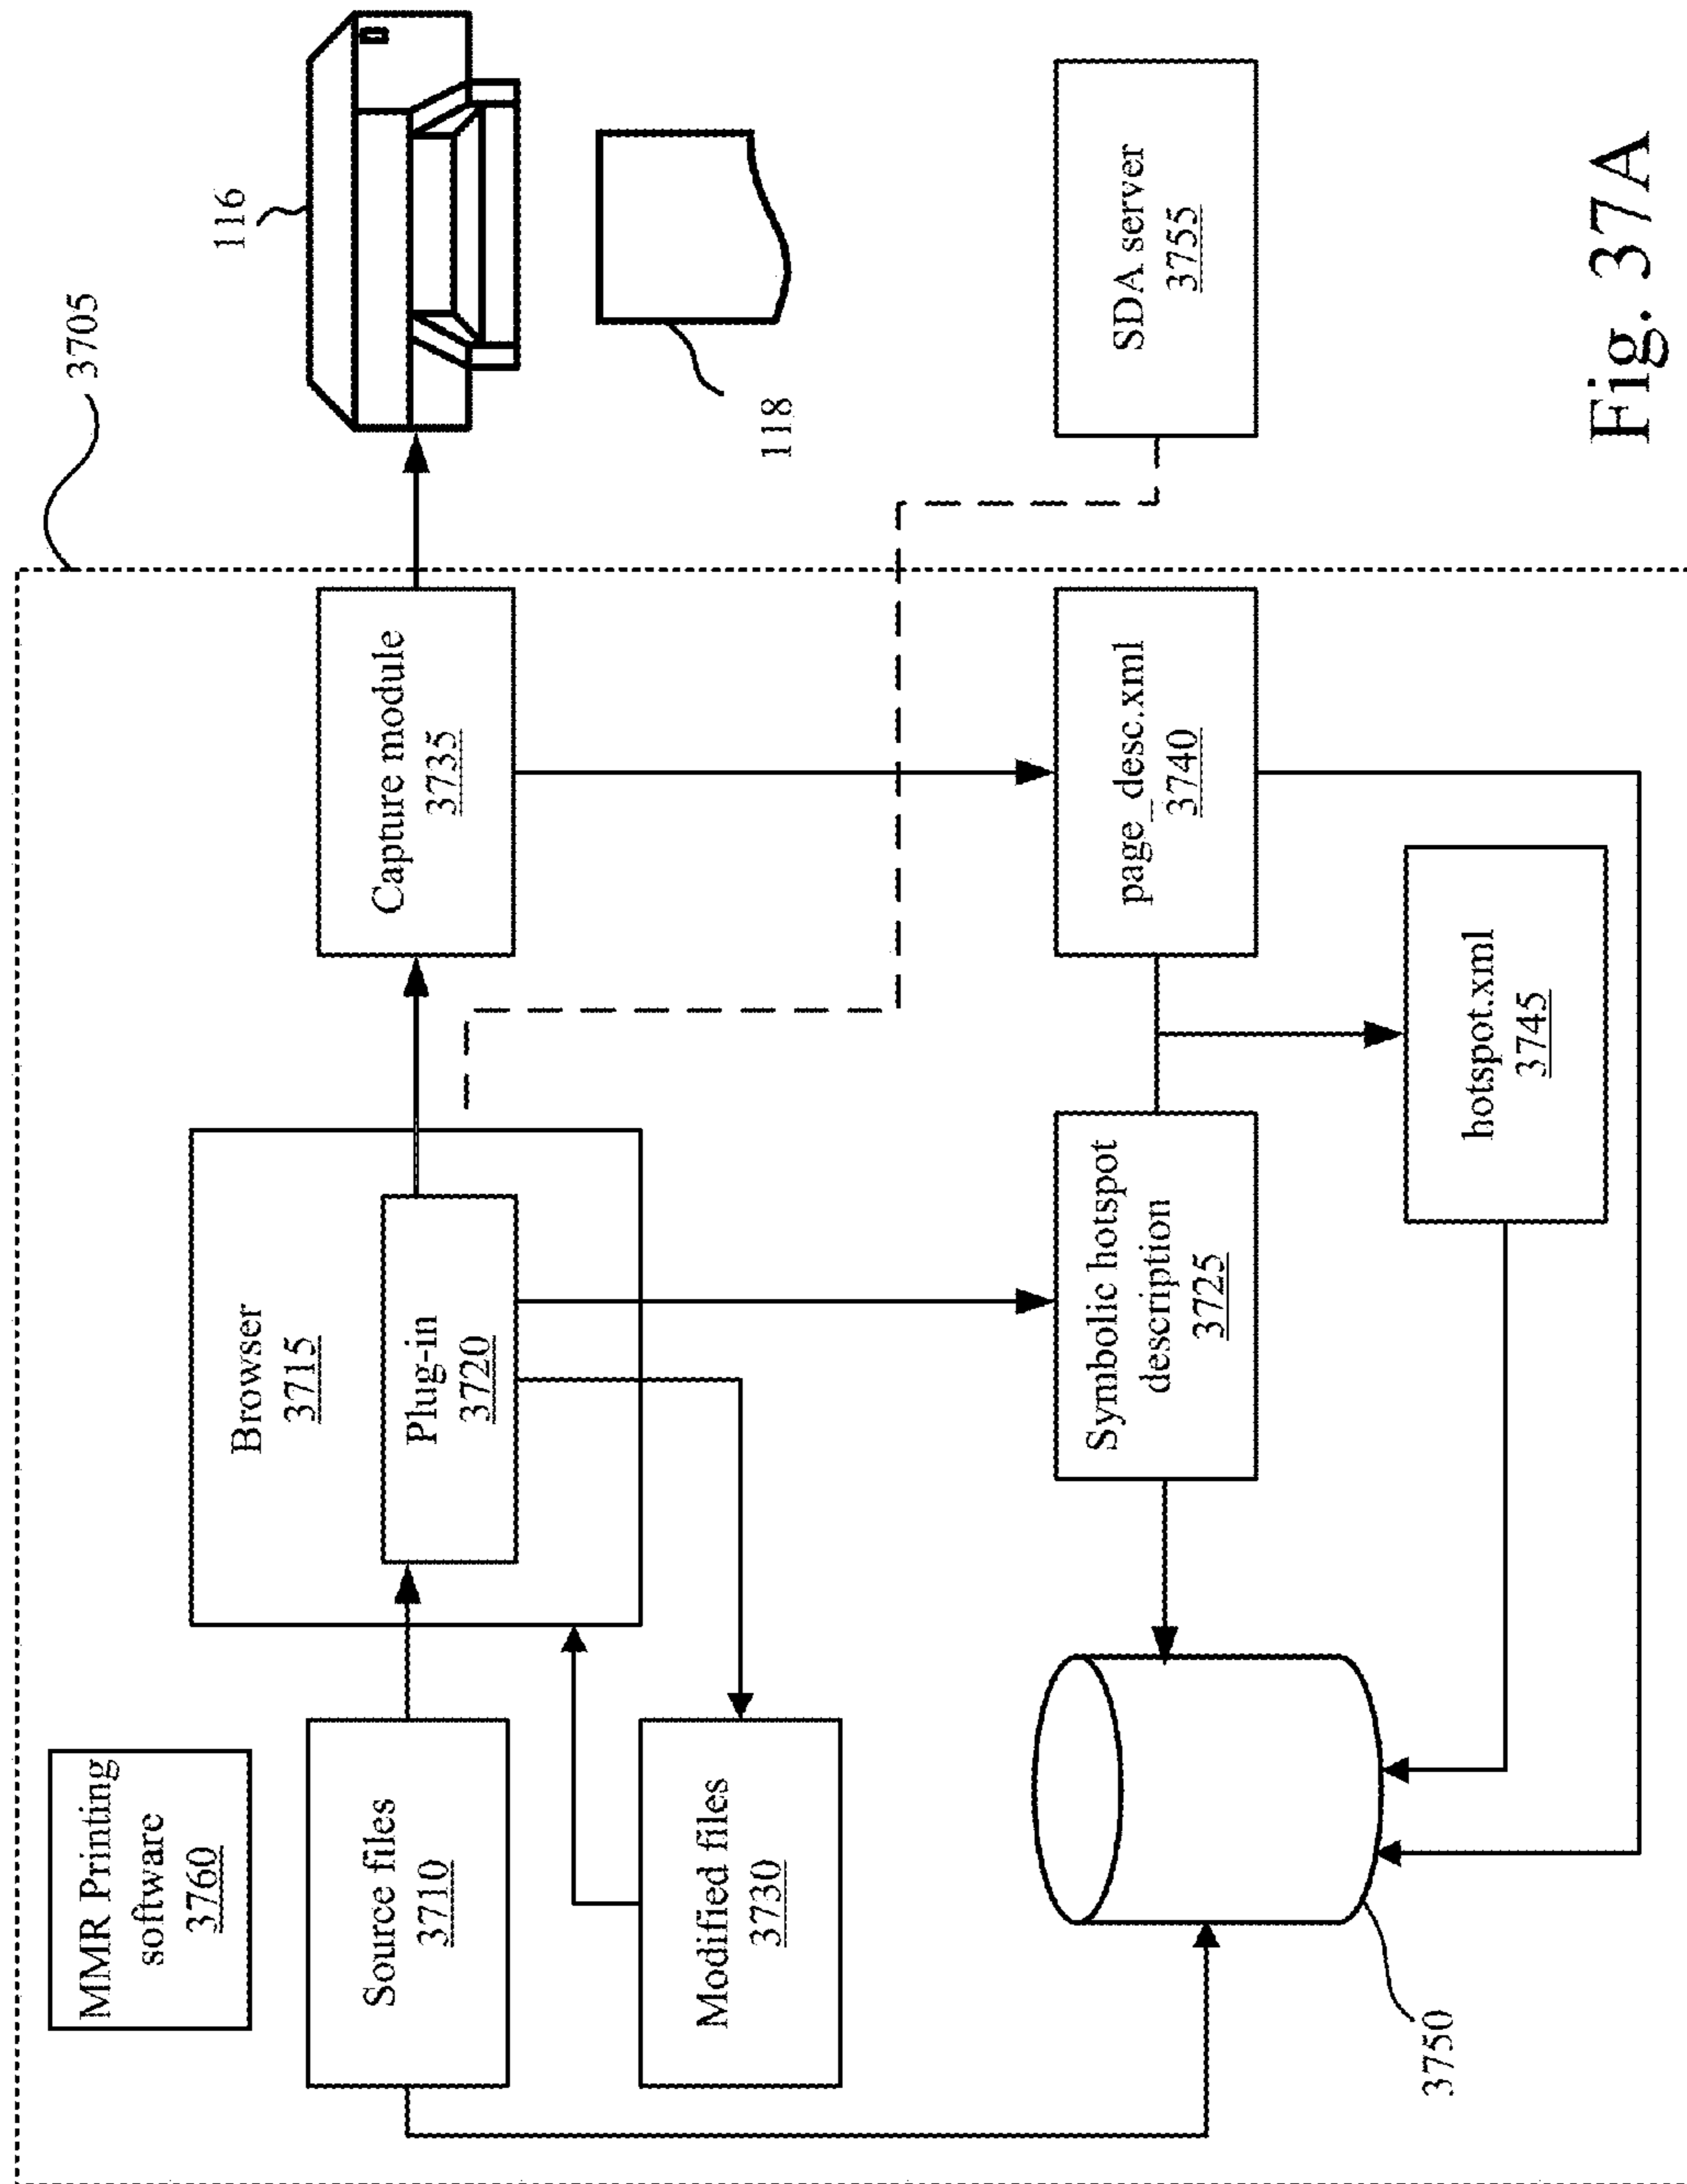 3705
116
MMR Printing
software
3760
Browser
3715
Source files
3710
Plug-in
3720
Capture module
3735
Modified files
3730
118
Symbolic hotspot
description
3725
page_desc.xml
3740
SDA server
3755
hotspot.xml
3745
3750
Fig. 37A